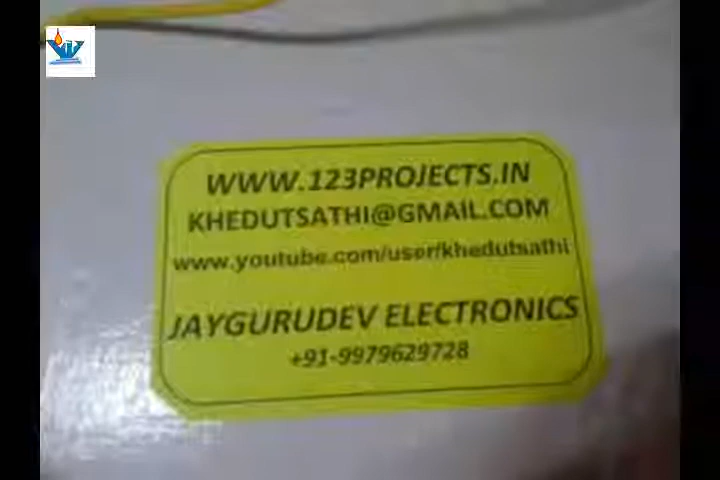 WWW.123PROJECTS.IN
KHEDUTSATHI@GMAIL.COM
www.youtube.com/user/khedutsathi
JAYGURUDEV ELECTRONICS
+91-9979629728